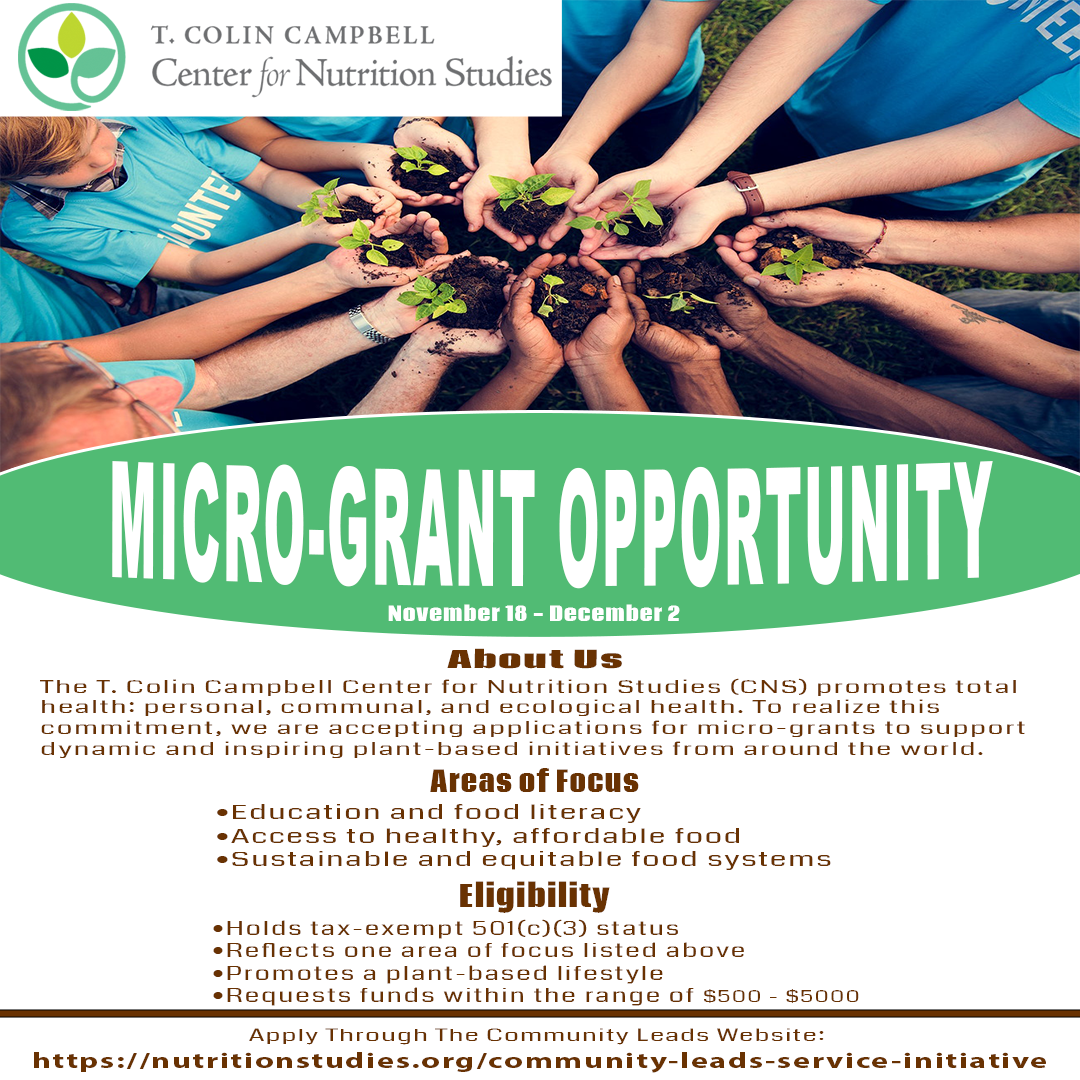 T. COLIN CAMPBELL
Center for Nutrition Studies
VOLUNTE
NTEE
MICRO-GRANT OPPORTUNITY
November 18 – December 2
About Us
The T. Colin Campbell Center for Nutrition Studies (CNS) promotes total
health: personal, communal, and ecological health. To realize this
commitment, we are accepting applications for micro-grants to support
dynamic and inspiring plant-based initiatives from around the world.
Areas of Focus
•Education and food literacy
•Access to healthy, affordable food
•Sustainable and equitable food systems
Eligibility
•Holds tax-exempt 501(c)(3) status
•Reflects one area of focus listed above
•Promotes a plant-based lifestyle
•Requests funds within the range of $500 - $5000
Apply Through The Community Leads Website:
https://nutritionstudies.org/community-leads-service-initiative